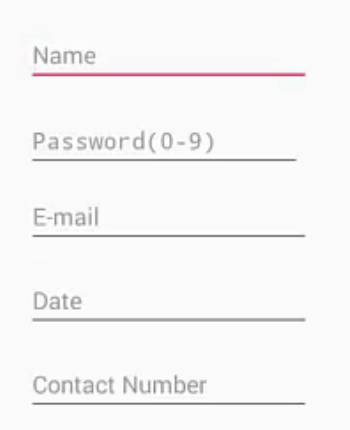 Name
Password(0-9)
E-mail
Date
Contact Number